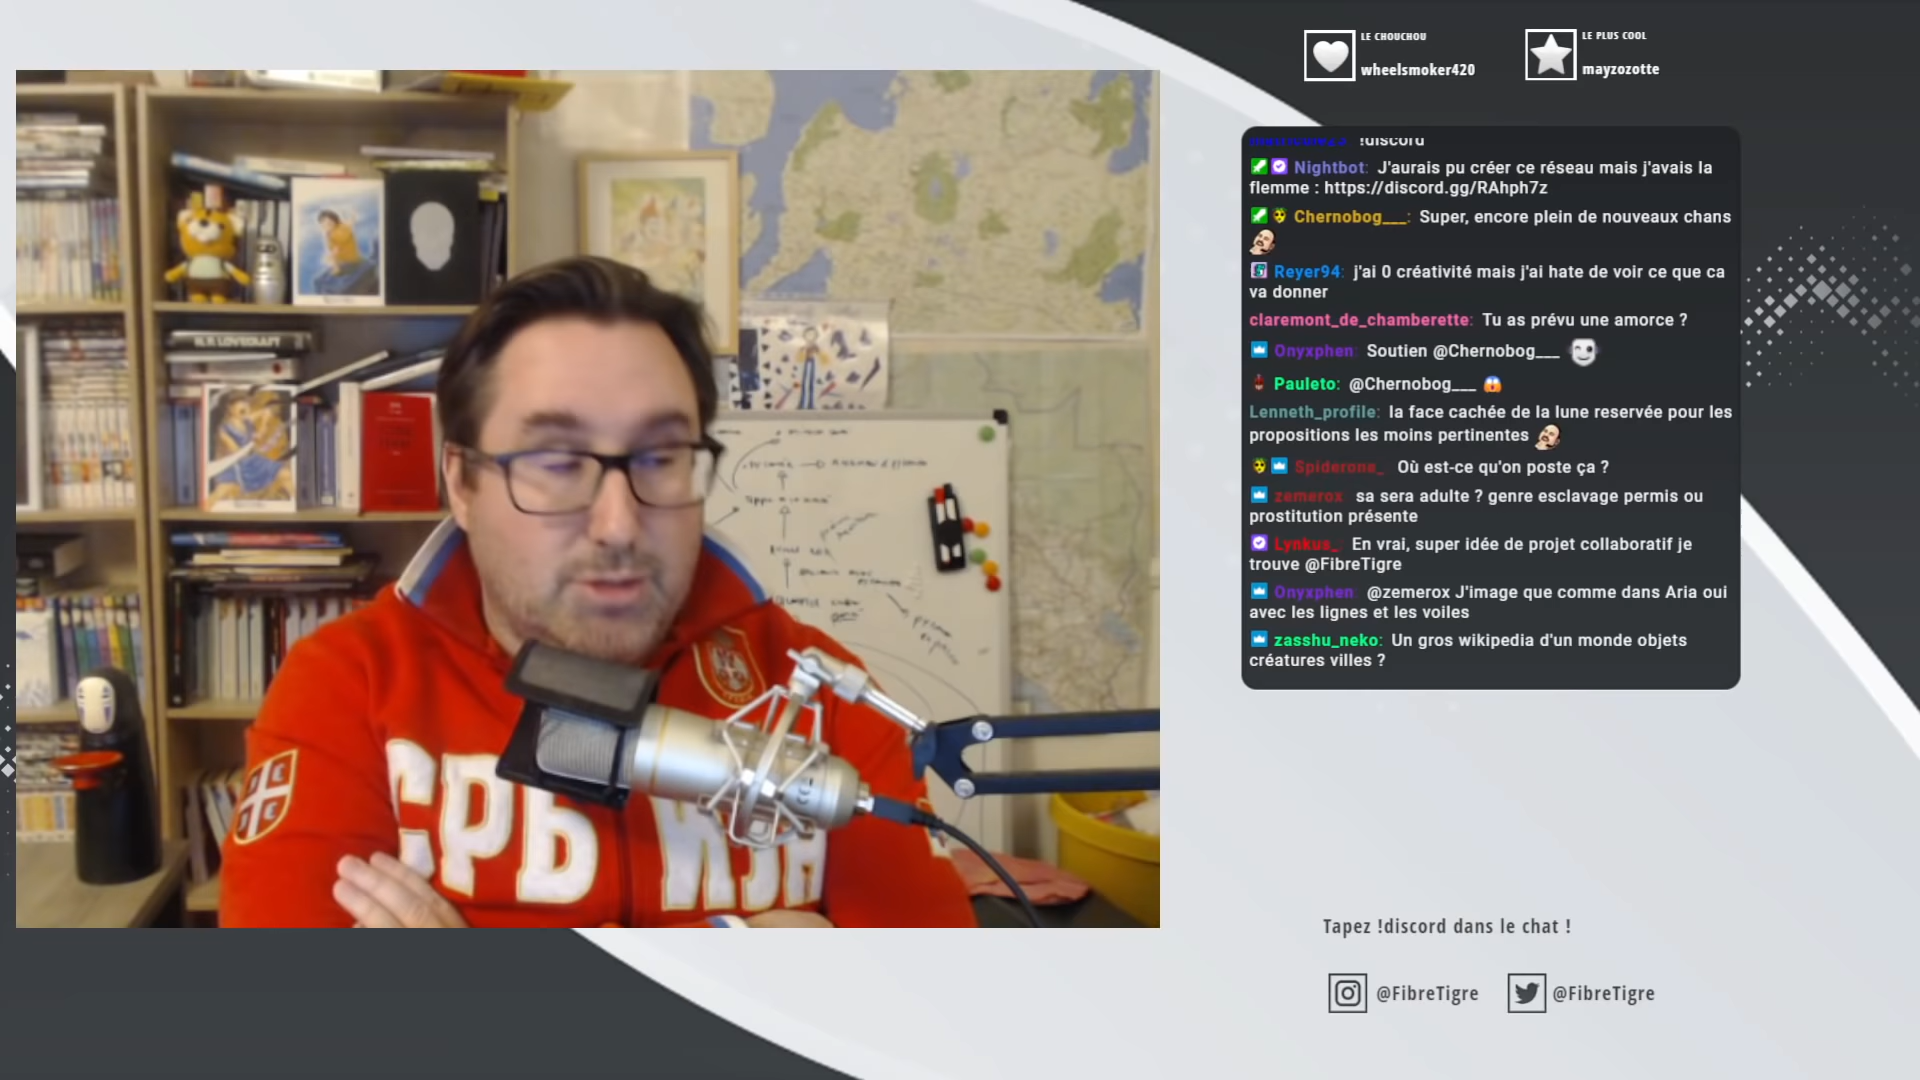 LE CHOUCHOU
wheelsmoker420
LE PLUS COOL
mayzozotte
!discord
Nightbot: J'aurais pu créer ce réseau mais j'avais la
flemme : https://discord.gg/RAhph7z
Chernobog___: Super, encore plein de nouveaux chans
Reyer94: j'ai 0 créativité mais j'ai hate de voir ce que ca
va donner
claremont_de_chamberette: Tu as prévu une amorce ?
Onyxphen: Soutien @Chernobog___
Pauleto: @Chernobog___
Lenneth_profile: la face cachée de la lune reservée pour les
propositions les moins pertinentes
Où est-ce qu'on poste ça ?
zemerox sa sera adulte ? genre esclavage permis ou
prostitution présente
Lynkus_: En vrai, super idée de projet collaboratif je
trouve @FibreTigre
Onyxphen: @zemerox J'image que comme dans Aria oui
avec les lignes et les voiles
zasshu_neko: Un gros wikipedia d'un monde objets
créatures villes ?
H.P. LOVECRAFT
СРБИЈА
Tapez !discord dans le chat !
@FibreTigre
@FibreTigre